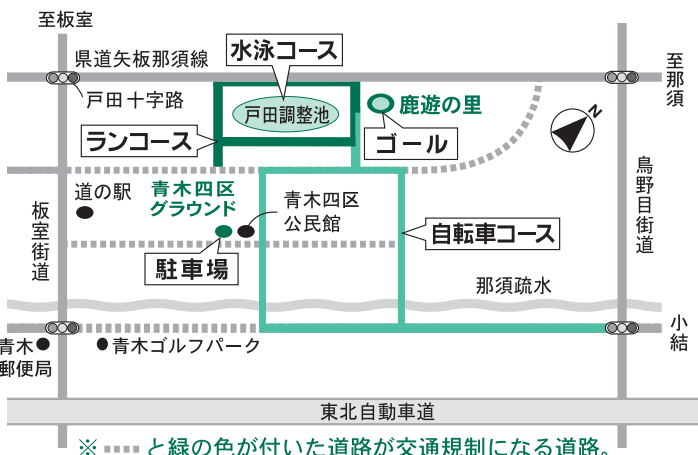 至板室
県道矢板那須線
水泳コース
至那須
戸田十字路
戸田調整池
鹿遊の里
N
ランコース
ゴール
鳥野目街道
道の駅
青木四区
グラウンド
青木四区
公民館
板室街道
自転車コース
駐車場
那須疏水
小結
青木
郵便局
青木ゴルフパーク
東北自動車道
※ と緑の色が付いた道路が交通規制になる道路。